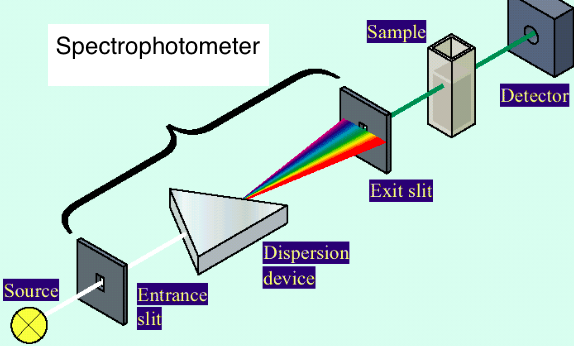 Spectrophotometer
Sample
Detector
Exit slit
Dispersion
device
Entrance
slit
Source